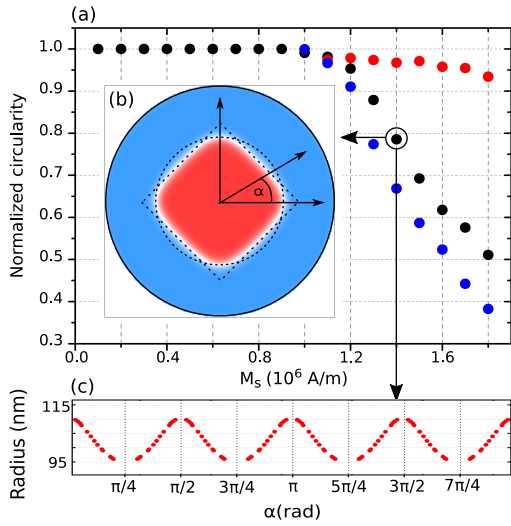 (a)
Normalized circularity
1.0
0.9
0.8
0.7
0.6
0.5
0.4
0.3
(b)
α
0.0 0.4 0.8 1.2 1.6
Mₛ (10⁶ A/m)
(c)
Radius (nm)
115
95
π/4 π/2 3π/4 π 5π/4 3π/2 7π/4
α(rad)